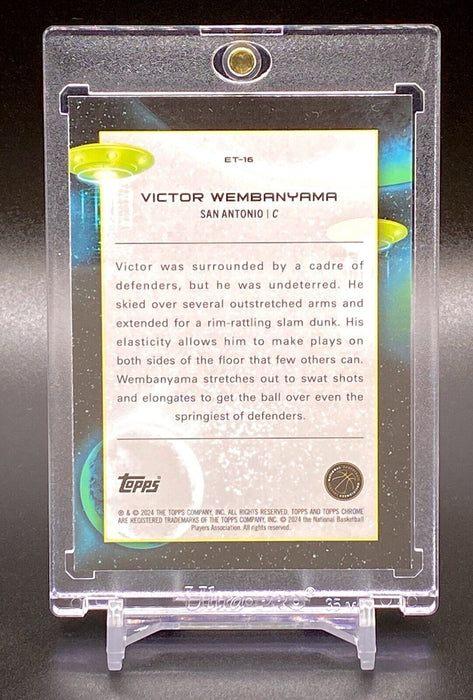 ET-16
VICTOR WEMBANYAMA
SAN ANTONIO | C
Victor was surrounded by a cadre of
defenders, but he was undeterred. He
skied over several outstretched arms and
extended for a rim-rattling slam dunk. His
elasticity allows him to make plays on
both sides of the floor that few others can.
Wembanyama stretches out to swat shots
and elongates to get the ball over even the
springiest of defenders.
topps®
® & © 2024 THE TOPPS COMPANY, INC. ALL RIGHTS RESERVED. TOPPS AND TOPPS CHROME
ARE REGISTERED TRADEMARKS OF THE TOPPS COMPANY, INC. © 2024 the National Basketball
Players Association. All rights reserved.